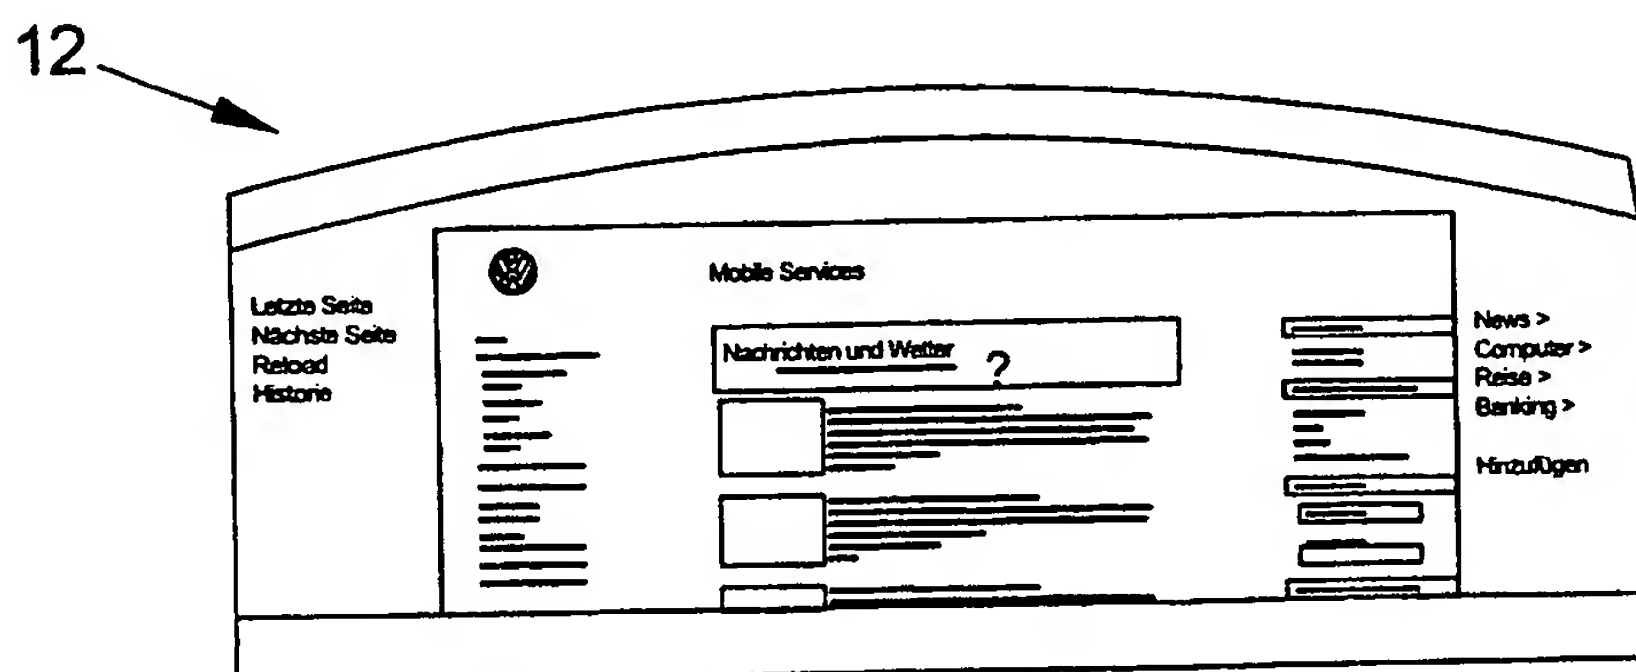 12
Mobile Services
Letzte Seite
Nächste Seite
Reload
Historie
Nachrichten und Wetter
?
News >
Computer >
Reise >
Banking >
Hinzufügen